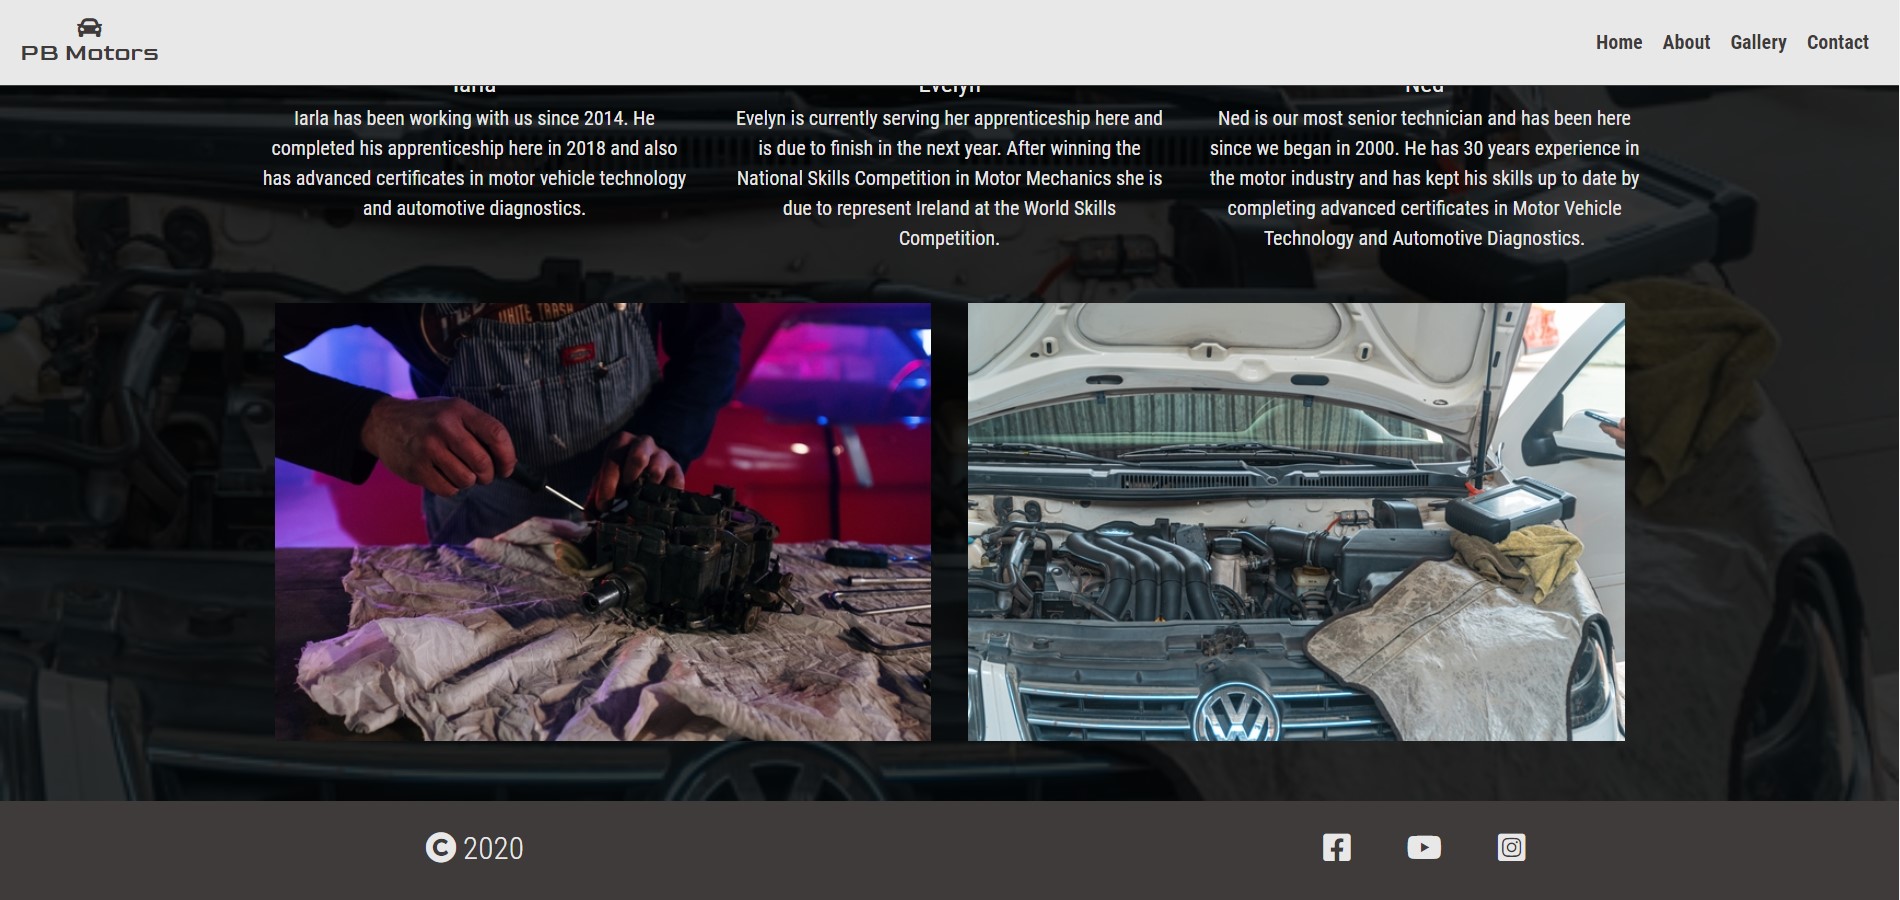 PB Motors
Home About Gallery Contact
Iarla
Evelyn
Ned
Iarla has been working with us since 2014. He
completed his apprenticeship here in 2018 and also
has advanced certificates in motor vehicle technology
and automotive diagnostics.
Evelyn is currently serving her apprenticeship here and
is due to finish in the next year. After winning the
National Skills Competition in Motor Mechanics she is
due to represent Ireland at the World Skills
Competition.
Ned is our most senior technician and has been here
since we began in 2000. He has 30 years experience in
the motor industry and has kept his skills up to date by
completing advanced certificates in Motor Vehicle
Technology and Automotive Diagnostics.
WHITE TRASH
Dickies
© 2020